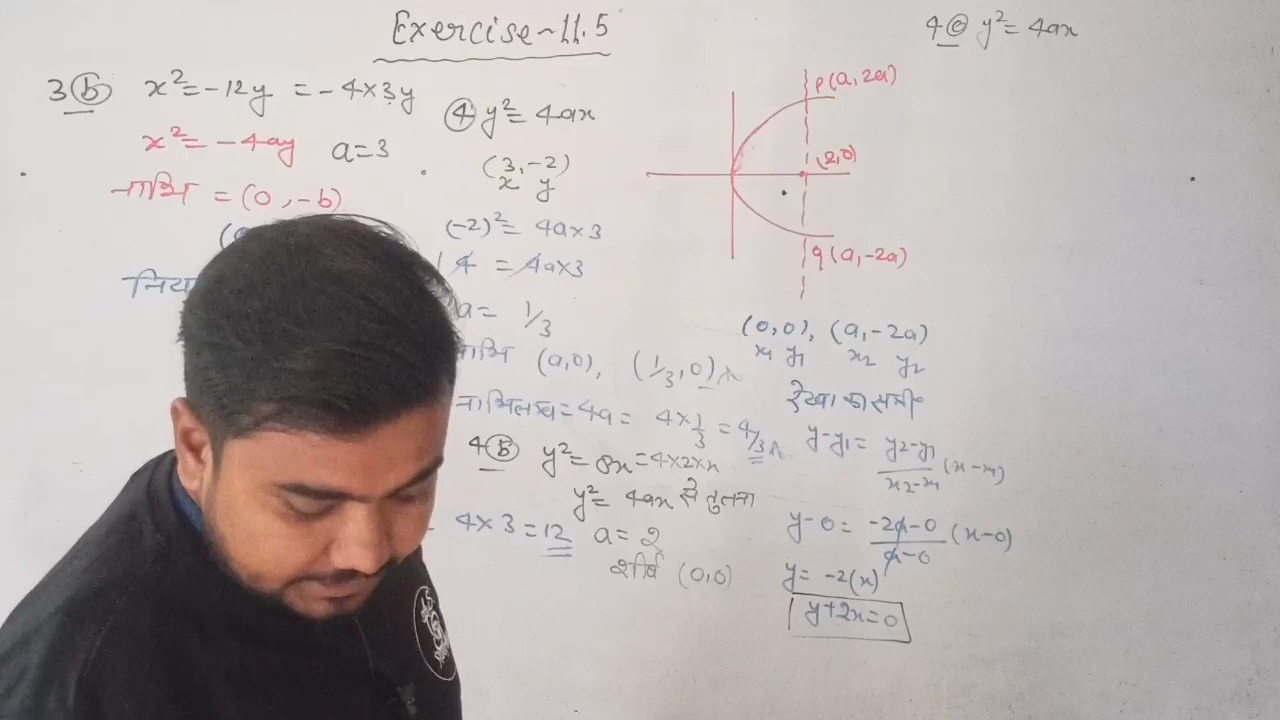 Exercise-11.5
3 (b) x²=-12y = -4×3y
x²= -4ay a=3
नाभि = (0, -b)
निय
4×3=12
(4) y²= 4ax
(3,-2)
x y
(-2)²= 4a×3
4 = 4a×3
a= 1/3
नाभि (a,0), (1/3,0)
नाभिलम्ब=4a= 4×1/3 = 4/3
4(B) y²= 8x=4×2×x
y²= 4ax से तुलना
a= 2
शीर्ष (0,0)
p(a,2a)
(2,0)
q(a,-2a)
(0,0), (a,-2a)
x₁ y₁ x₂ y₂
रेखा का समी०
y-y₁= y₂-y₁/x₂-x₁ (x-x₁)
y-0= -2a-0/a-0 (x-0)
y= -2(x)
y+2x=0
4 (c) y²= 4ax